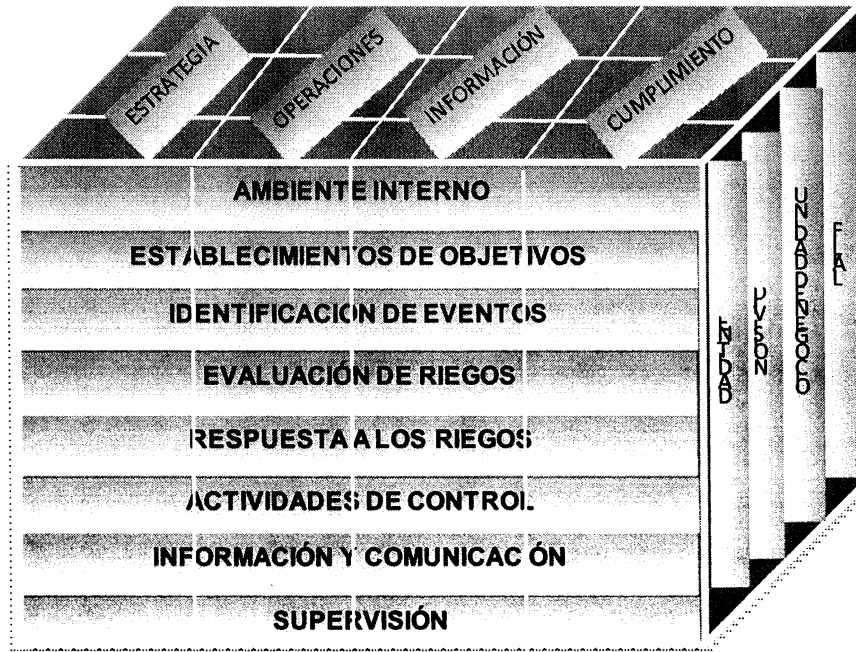 ESTRATEGIA
OPERACIONES
INFORMACIÓN
CUMPLIMIENTO
AMBIENTE INTERNO
ESTABLECIMIENTOS DE OBJETIVOS
IDENTIFICACION DE EVENTOS
EVALUACIÓN DE RIEGOS
RESPUESTA A LOS RIEGOS
ACTIVIDADES DE CONTROL
INFORMACIÓN Y COMUNICACIÓN
SUPERVISIÓN
ENTIDAD